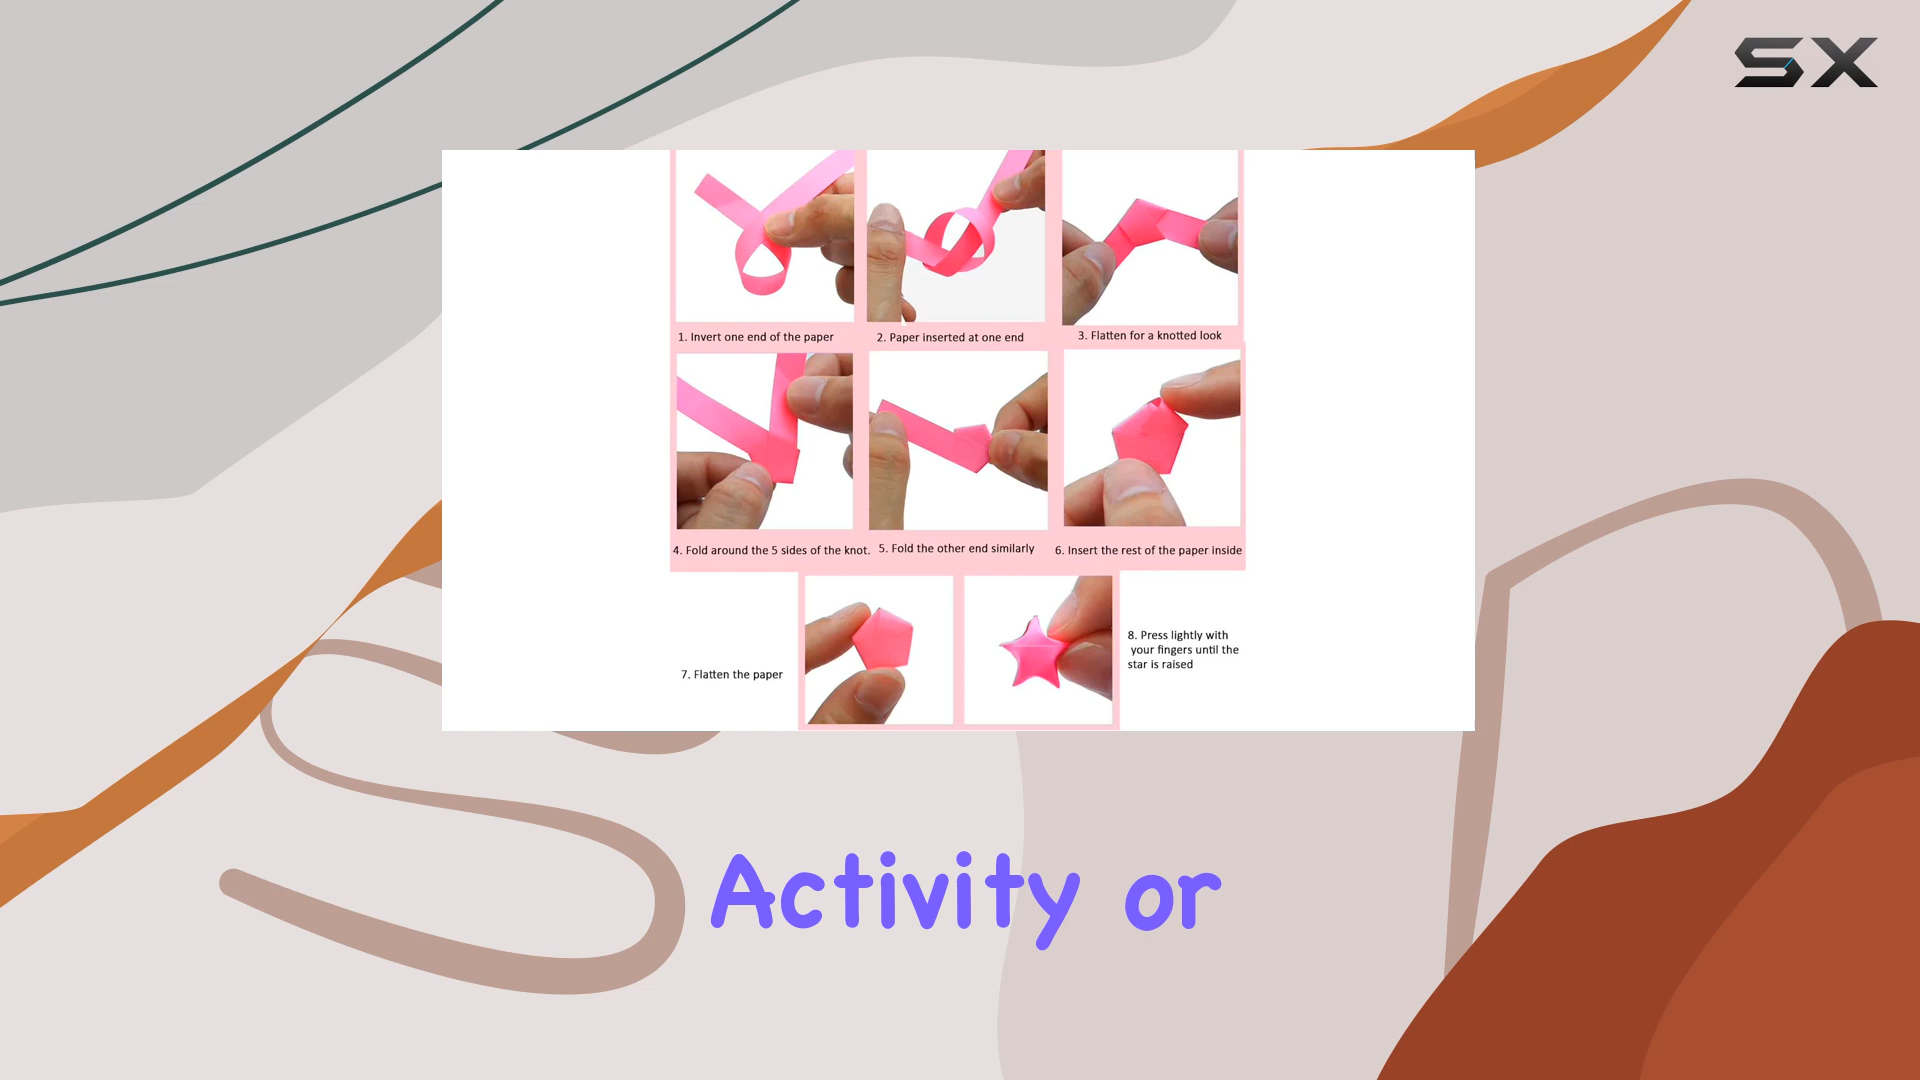 SX
1. Invert one end of the paper
2. Paper inserted at one end
3. Flatten for a knotted look
4. Fold around the 5 sides of the knot.
5. Fold the other end similarly
6. Insert the rest of the paper inside
7. Flatten the paper
8. Press lightly with
your fingers until the
star is raised
Activity or